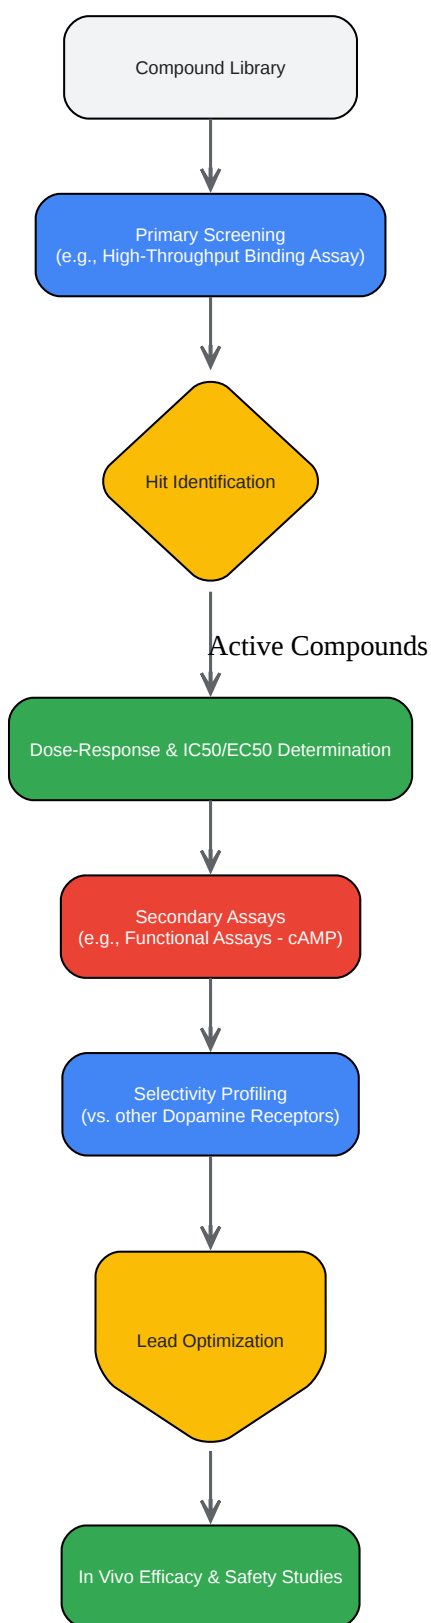 Compound Library
Primary Screening
(e.g., High-Throughput Binding Assay)
Hit Identification
Active Compounds
Dose-Response & IC50/EC50 Determination
Secondary Assays
(e.g., Functional Assays - cAMP)
Selectivity Profiling
(vs. other Dopamine Receptors)
Lead Optimization
In Vivo Efficacy & Safety Studies